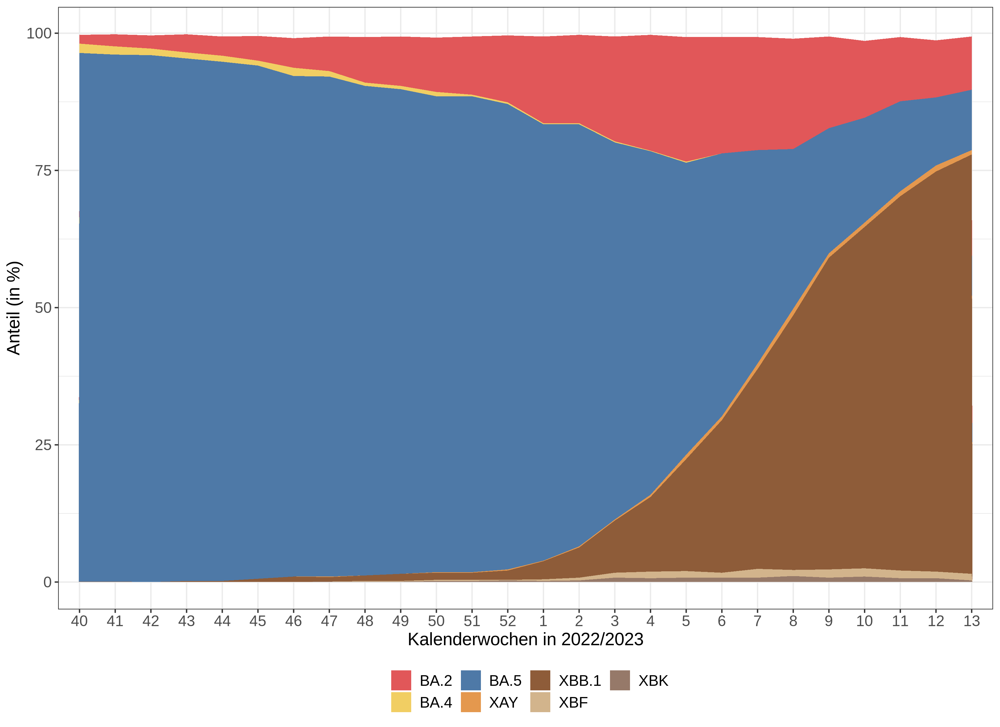 100
75
50
25
0
Anteil (in %)
40 41 42 43 44 45 46 47 48 49 50 51 52 1 2 3 4 5 6 7 8 9 10 11 12 13
Kalenderwochen in 2022/2023
BA.2 BA.5 XBB.1 XBK
BA.4 XAY XBF